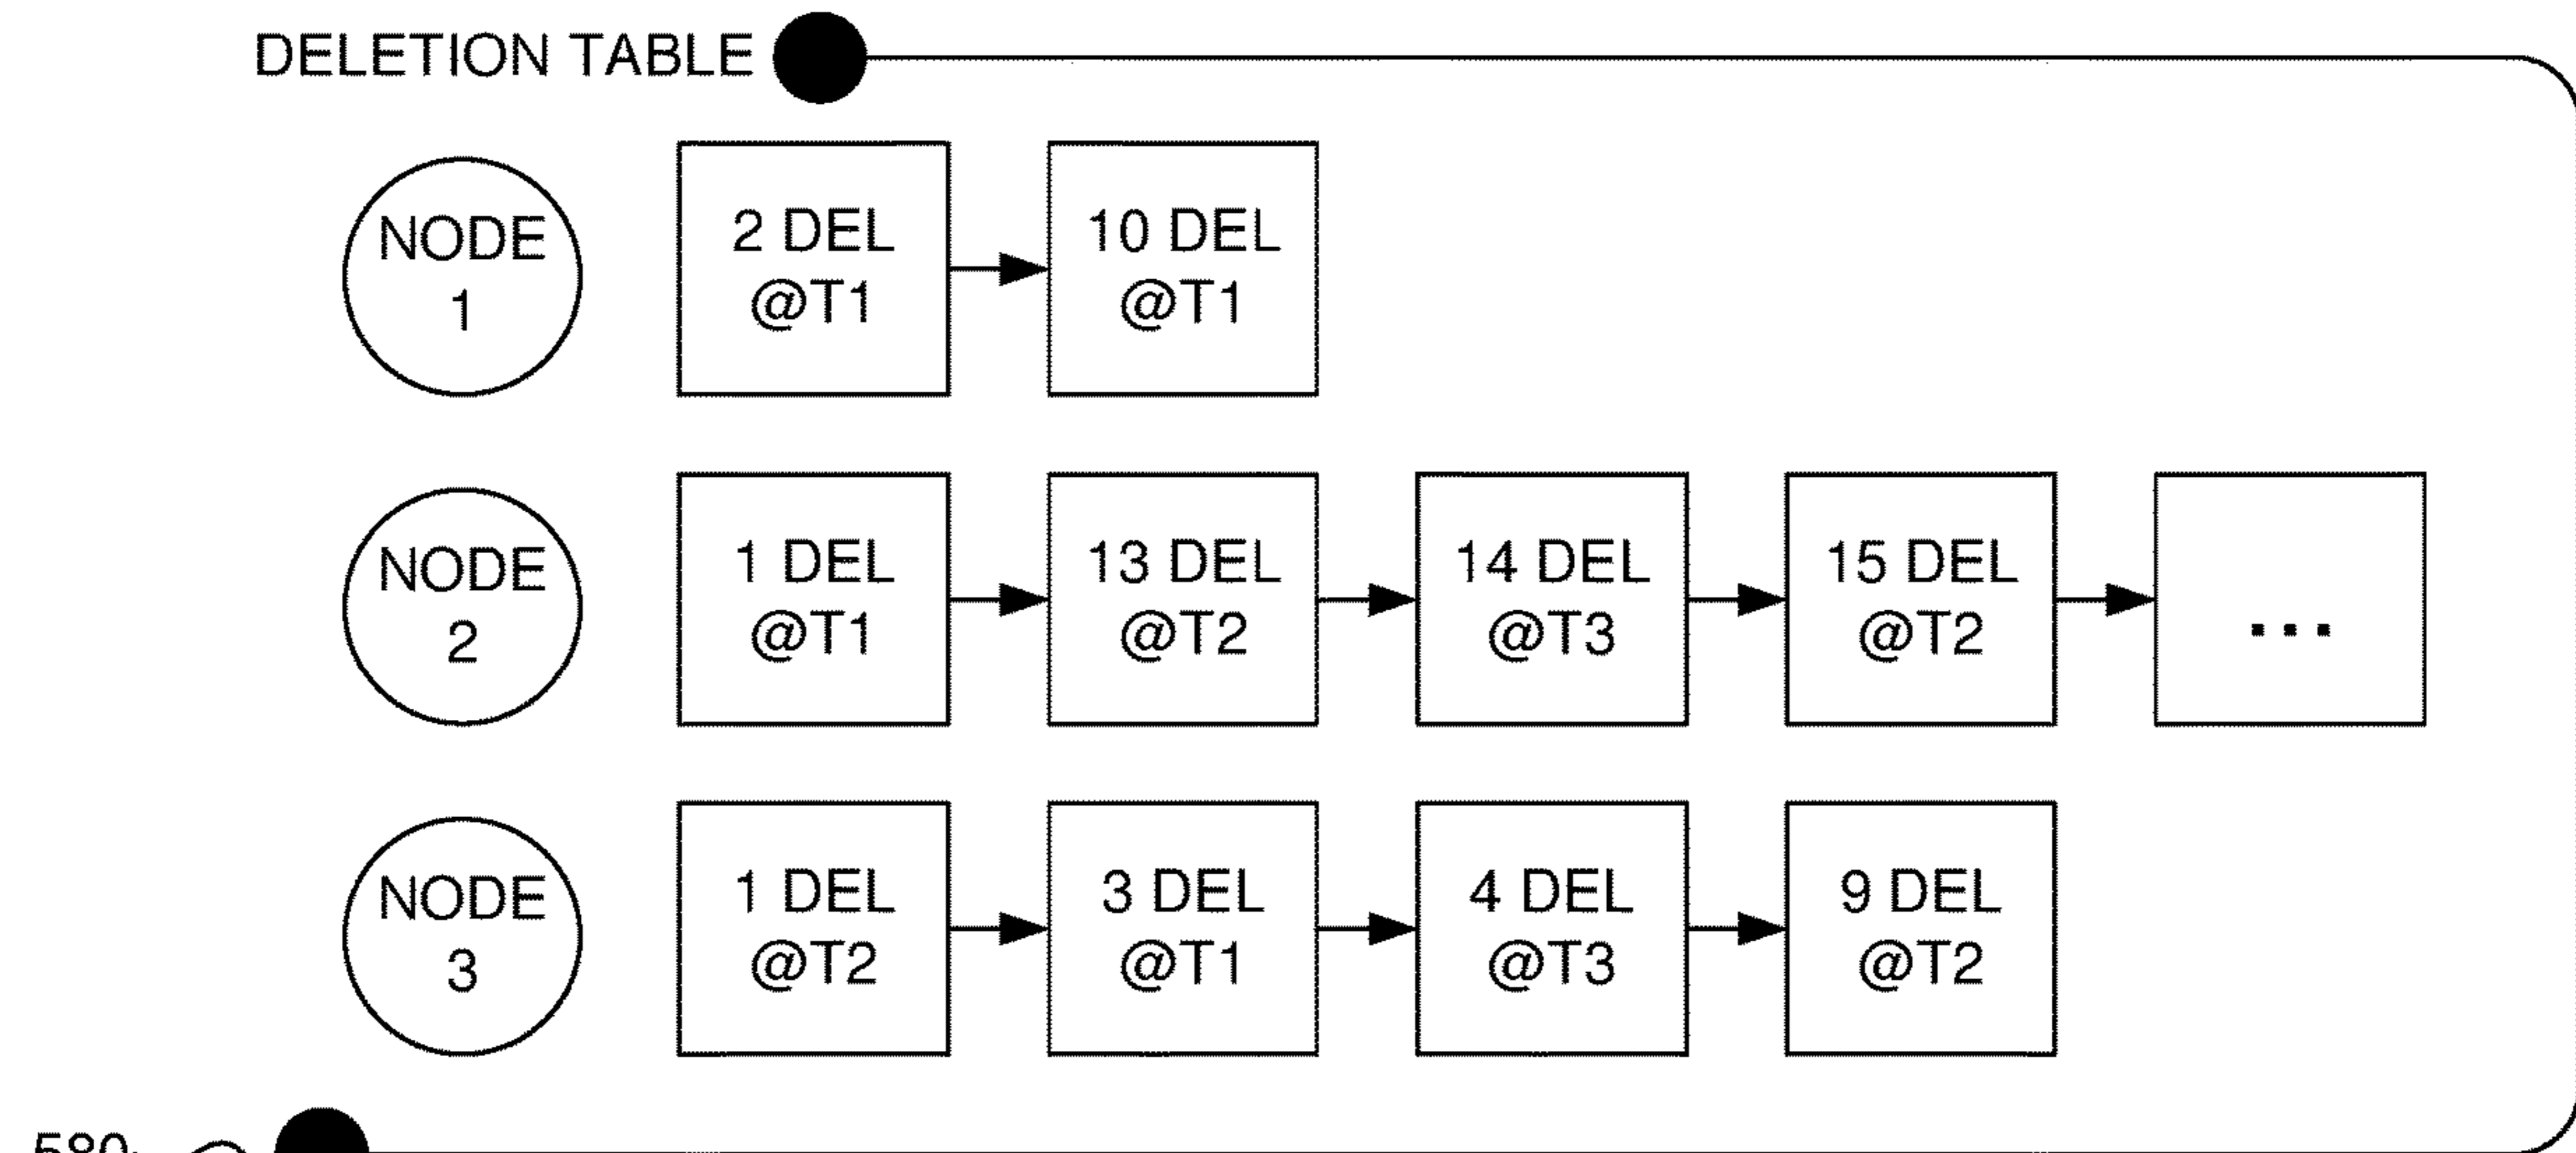 DELETION TABLE
NODE
1
2 DEL
@T1
10 DEL
@T1
NODE
2
1 DEL
@T1
13 DEL
@T2
14 DEL
@T3
15 DEL
@T2
...
NODE
3
1 DEL
@T2
3 DEL
@T1
4 DEL
@T3
9 DEL
@T2